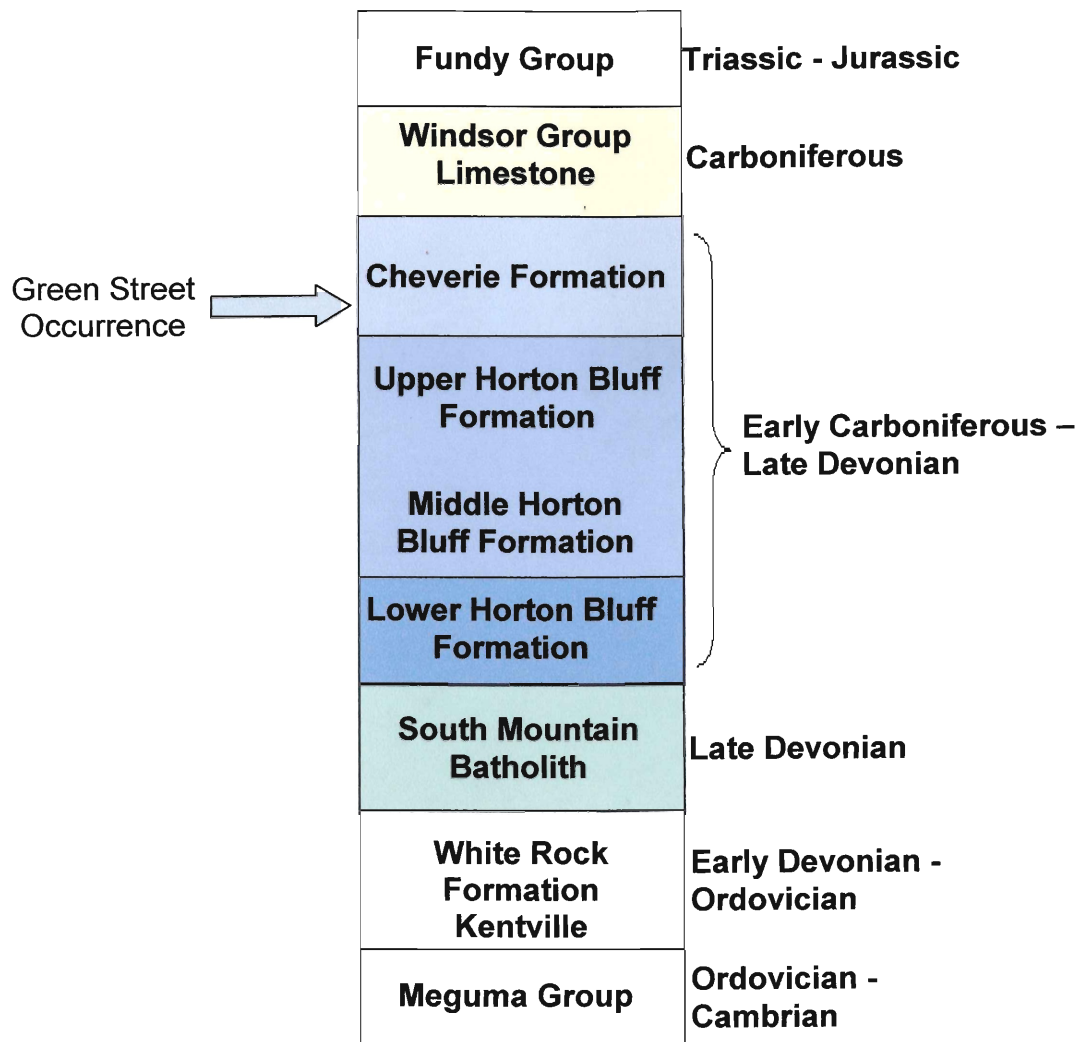 Fundy Group
Triassic - Jurassic
Windsor Group
Limestone
Carboniferous
Cheverie Formation
Green Street
Occurrence
Upper Horton Bluff
Formation
Middle Horton
Bluff Formation
Early Carboniferous –
Late Devonian
Lower Horton Bluff
Formation
South Mountain
Batholith
Late Devonian
White Rock
Formation
Kentville
Early Devonian -
Ordovician
Meguma Group
Ordovician -
Cambrian